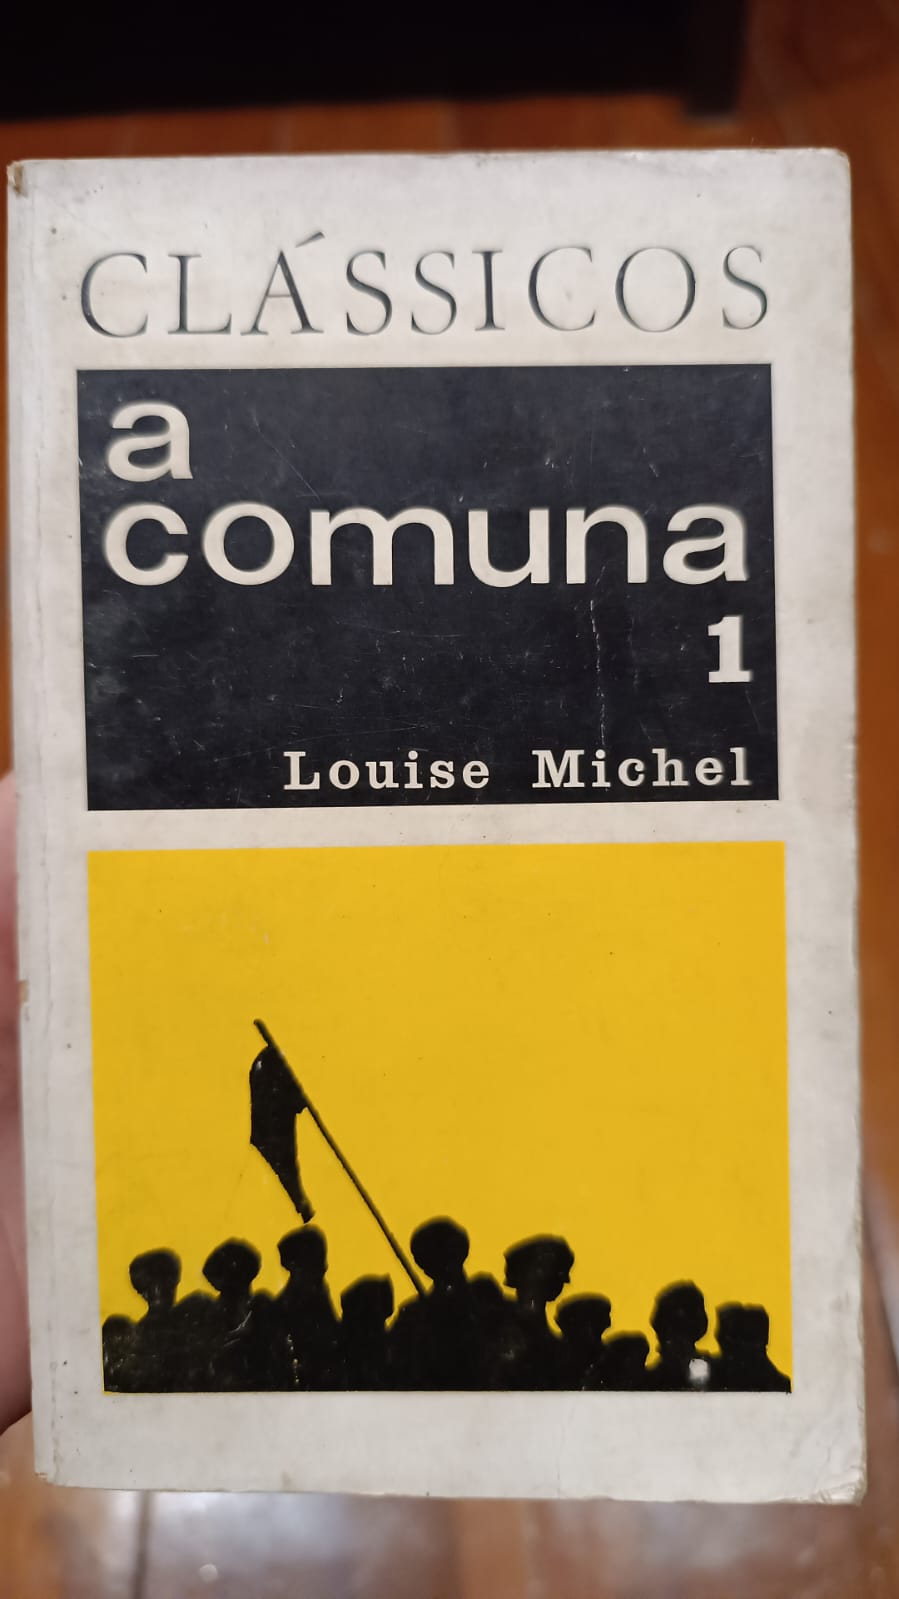 CLÁSSICOS
a
comuna
1
Louise Michel